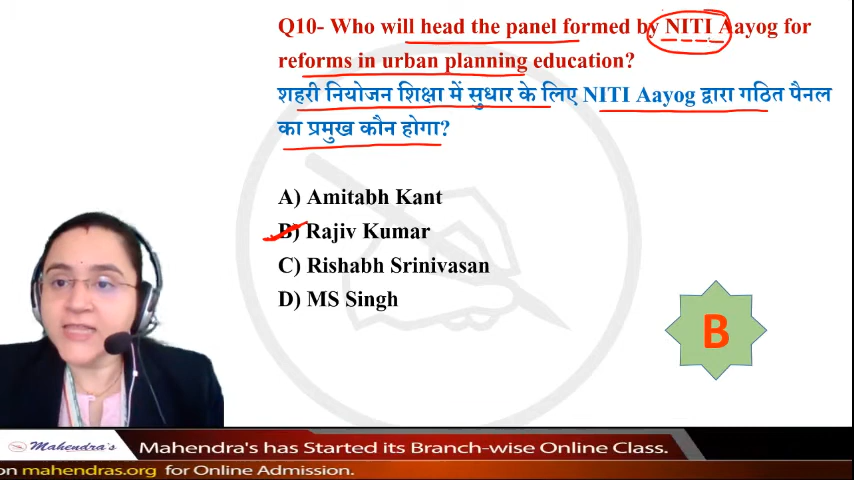 Q10- Who will head the panel formed by NITI Aayog for
reforms in urban planning education?
शहरी नियोजन शिक्षा में सुधार के लिए NITI Aayog द्वारा गठित पैनल
का प्रमुख कौन होगा?
A) Amitabh Kant
B) Rajiv Kumar
C) Rishabh Srinivasan
D) MS Singh
B
Mahendra's
Mahendra's has Started its Branch-wise Online Class.
on mahendras.org for Online Admission.